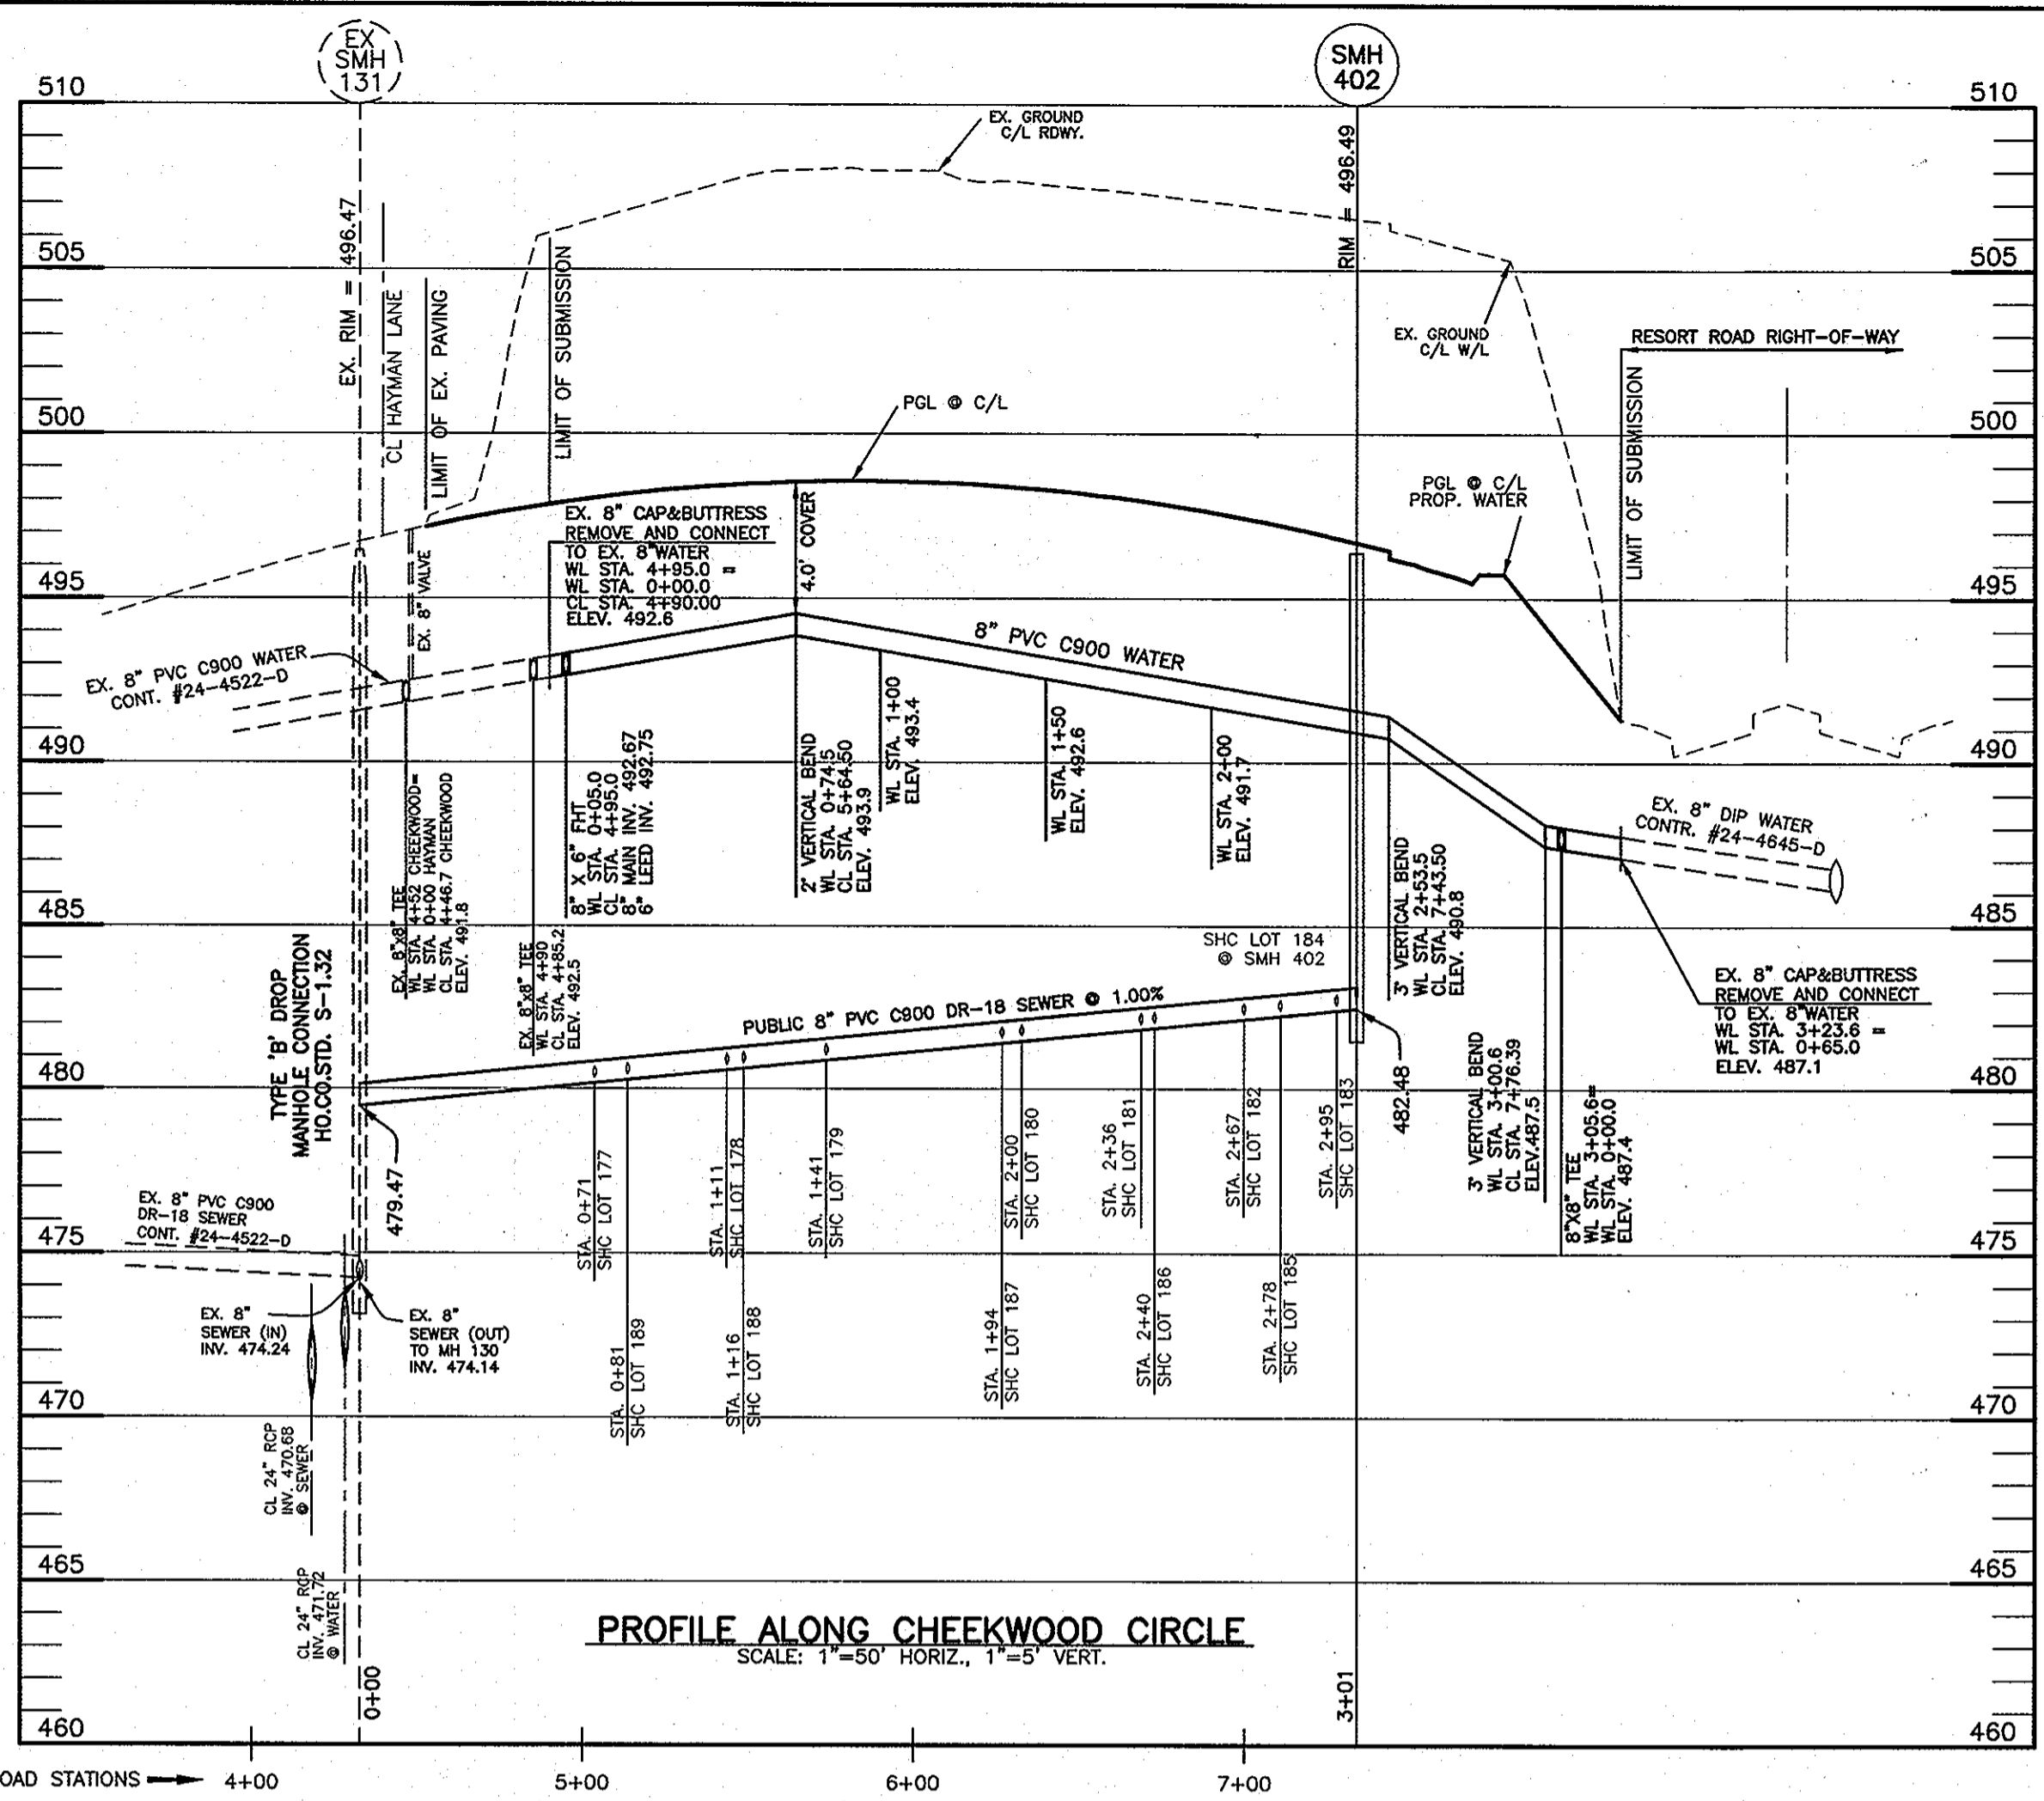 EX
SMH
131
SMH
402
510
510
505
505
500
500
495
495
490
490
485
485
480
480
475
475
470
470
465
465
460
460
EX. RIM = 496.47
CL HAYMAN LANE
LIMIT OF EX. PAVING
LIMIT OF SUBMISSION
EX. GROUND
C/L RDWY.
RIM = 496.49
EX. GROUND
C/L W/L
RESORT ROAD RIGHT-OF-WAY
LIMIT OF SUBMISSION
PGL @ C/L
PGL @ C/L
PROP. WATER
EX. 8" VALVE
EX. 8" CAP&BUTTRESS
REMOVE AND CONNECT
TO EX. 8"WATER
WL STA. 4+95.0 =
WL STA. 0+00.0
CL STA. 4+90.00
ELEV. 492.6
4.0' COVER
8" PVC C900 WATER
EX. 8" PVC C900 WATER
CONT. #24-4522-D
EX. 8"x8" TEE
WL STA. 4+52 CHEEKWOOD=
WL STA. 0+00 HAYMAN
CL STA. 4+46.7 CHEEKWOOD
ELEV. 491.8
EX. 8"x8" TEE
WL STA. 4+90
CL STA. 4+85.2
ELEV. 492.5
8" X 6" FHT
WL STA. 0+05.0
CL STA. 4+95.0
8" MAIN INV. 492.67
6" LEED INV. 492.75
2° VERTICAL BEND
WL STA. 0+74.5
CL STA. 5+64.50
ELEV. 493.9
WL STA. 1+00
ELEV. 493.4
WL STA. 1+50
ELEV. 492.6
WL STA. 2+00
ELEV. 491.7
3° VERTICAL BEND
WL STA. 2+53.5
CL STA. 7+43.50
ELEV. 490.8
EX. 8" DIP WATER
CONTR. #24-4645-D
EX. 8" CAP&BUTTRESS
REMOVE AND CONNECT
TO EX. 8"WATER
WL STA. 3+23.6 =
WL STA. 0+65.0
ELEV. 487.1
3° VERTICAL BEND
WL STA. 3+00.6
CL STA. 7+76.39
ELEV.487.5
8"X8" TEE
WL STA. 3+05.6=
WL STA. 0+00.0
ELEV. 487.4
SHC LOT 184
@ SMH 402
PUBLIC 8" PVC C900 DR-18 SEWER @ 1.00%
TYPE 'B' DROP
MANHOLE CONNECTION
HO.CO.STD. S-1.32
479.47
482.48
EX. 8" PVC C900
DR-18 SEWER
CONT. #24-4522-D
EX. 8"
SEWER (IN)
INV. 474.24
EX. 8"
SEWER (OUT)
TO MH 130
INV. 474.14
STA. 0+71
SHC LOT 177
STA. 0+81
SHC LOT 189
STA. 1+11
SHC LOT 178
STA. 1+16
SHC LOT 188
STA. 1+41
SHC LOT 179
STA. 1+94
SHC LOT 187
STA. 2+00
SHC LOT 180
STA. 2+36
SHC LOT 181
STA. 2+40
SHC LOT 186
STA. 2+67
SHC LOT 182
STA. 2+78
SHC LOT 185
STA. 2+95
SHC LOT 183
CL 24" RCP
INV. 470.68
@ SEWER
CL 24" RCP
INV. 471.72
@ WATER
0+00
3+01
PROFILE ALONG CHEEKWOOD CIRCLE
SCALE: 1"=50' HORIZ., 1"=5' VERT.
OAD STATIONS
4+00
5+00
6+00
7+00